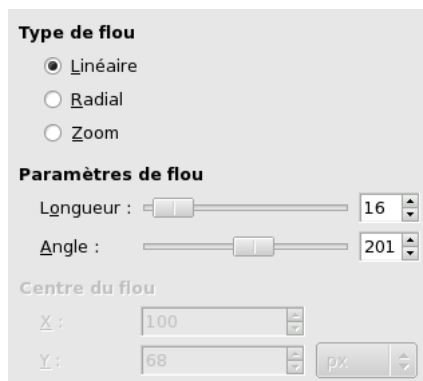 Type de flou
Linéaire
Radial
Zoom
Paramètres de flou
Longueur : 16
Angle : 201
Centre du flou
X : 100
Y : 68 px